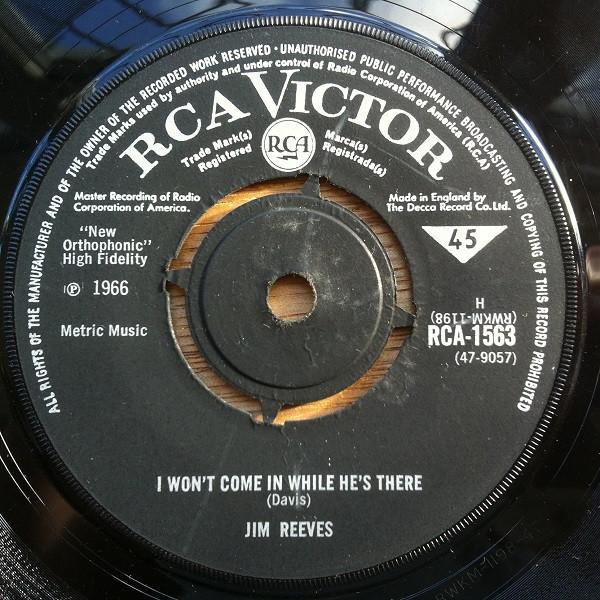 ALL RIGHTS OF THE MANUFACTURER AND OF THE OWNER OF THE RECORDED WORK RESERVED · UNAUTHORISED PUBLIC PERFORMANCE BROADCASTING AND COPYING OF THIS RECORD PROHIBITED
Trade Marks used by authority and under control of Radio Corporation of America (RCA)
RCA VICTOR
Trade Mark(s)
Registered
RCA
Marca(s)
Registrada(s)
Master Recording of Radio
Corporation of America.
Made in England by
The Decca Record Co. Ltd.
"New
Orthophonic"
High Fidelity
45
℗ 1966
H
(RWKM-1198)
Metric Music
RCA-1563
(47-9057)
I WON'T COME IN WHILE HE'S THERE
(Davis)
JIM REEVES